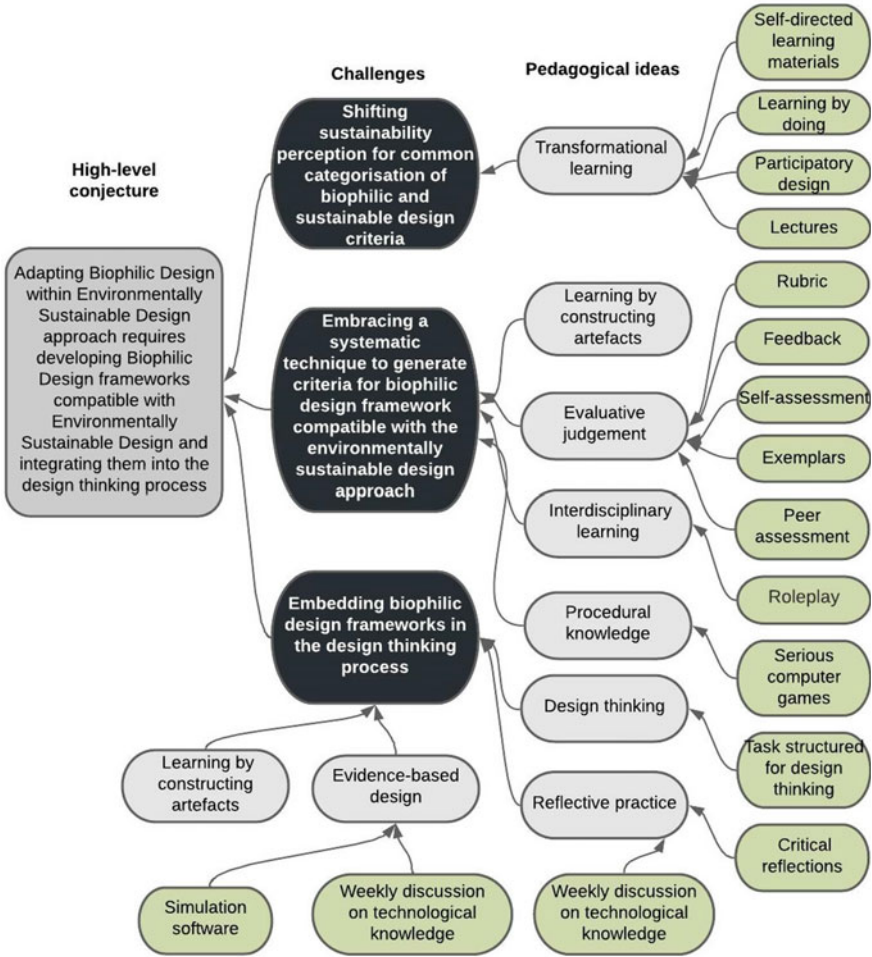 High-level
conjecture
Adapting Biophilic Design
within Environmentally
Sustainable Design
approach requires
developing Biophilic
Design frameworks
compatible with
Environmentally
Sustainable Design and
integrating them into the
design thinking process
Challenges
Shifting
sustainability
perception for common
categorisation of
biophilic and
sustainable design
criteria
Embracing a
systematic
technique to generate
criteria for biophilic
design framework
compatible with the
environmentally
sustainable design
approach
Embedding biophilic
design frameworks in
the design thinking
process
Learning by
constructing
artefacts
Evidence-based
design
Simulation
software
Weekly discussion
on technological
knowledge
Pedagogical ideas
Transformational
learning
Learning by
constructing
artefacts
Evaluative
judgement
Interdisciplinary
learning
Procedural
knowledge
Design thinking
Reflective practice
Weekly discussion
on technological
knowledge
Self-directed
learning
materials
Learning by
doing
Participatory
design
Lectures
Rubric
Feedback
Self-assessment
Exemplars
Peer
assessment
Roleplay
Serious
computer
games
Task structured
for design
thinking
Critical
reflections